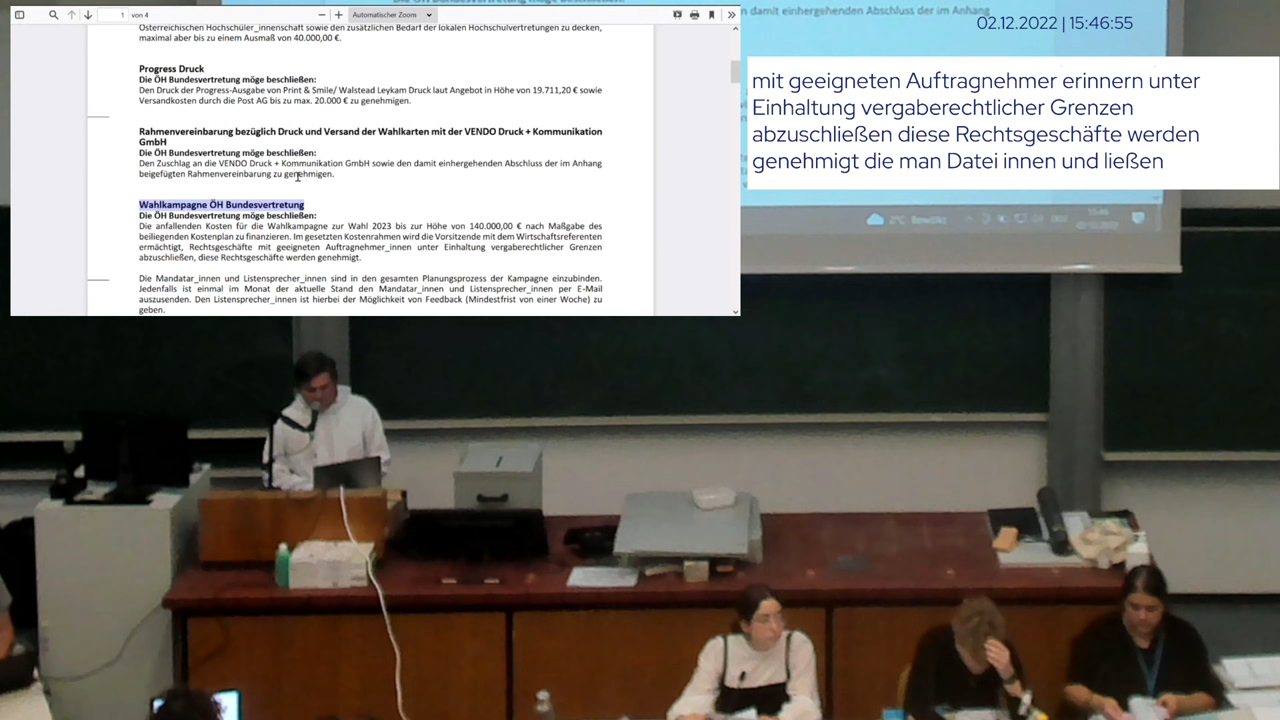 1 von 4
Automatischer Zoom
Österreichischen Hochschüler_innenschaft sowie den zusätzlichen Bedarf der lokalen Hochschulvertretungen zu decken,
maximal aber bis zu einem Ausmaß von 40.000,00 €.
Progress Druck
Die ÖH Bundesvertretung möge beschließen:
Den Druck der Progress-Ausgabe von Print & Smile/ Walstead Leykam Druck laut Angebot in Höhe von 19.711,20 € sowie
Versandkosten durch die Post AG bis zu max. 20.000 € zu genehmigen.
Rahmenvereinbarung bezüglich Druck und Versand der Wahlkarten mit der VENDO Druck + Kommunikation
GmbH
Die ÖH Bundesvertretung möge beschließen:
Den Zuschlag an die VENDO Druck + Kommunikation GmbH sowie den damit einhergehenden Abschluss der im Anhang
beigefügten Rahmenvereinbarung zu genehmigen.
Wahlkampagne ÖH Bundesvertretung
Die ÖH Bundesvertretung möge beschließen:
Die anfallenden Kosten für die Wahlkampagne zur Wahl 2023 bis zur Höhe von 140.000,00 € nach Maßgabe des
beiliegenden Kostenplan zu finanzieren. Im gesetzten Kostenrahmen wird die Vorsitzende mit dem Wirtschaftsreferenten
ermächtigt, Rechtsgeschäfte mit geeigneten Auftragnehmer_innen unter Einhaltung vergaberechtlicher Grenzen
abzuschließen, diese Rechtsgeschäfte werden genehmigt.
Die Mandatar_innen und Listensprecher_innen sind in den gesamten Planungsprozess der Kampagne einzubinden.
Jedenfalls ist einmal im Monat der aktuelle Stand den Mandatar_innen und Listensprecher_innen per E-Mail
auszusenden. Den Listensprecher_innen ist hierbei der Möglichkeit von Feedback (Mindestfrist von einer Woche) zu
geben.
n damit einhergehenden Abschluss der im Anhang
02.12.2022 | 15:46:55
mit geeigneten Auftragnehmer erinnern unter
Einhaltung vergaberechtlicher Grenzen
abzuschließen diese Rechtsgeschäfte werden
genehmigt die man Datei innen und ließen